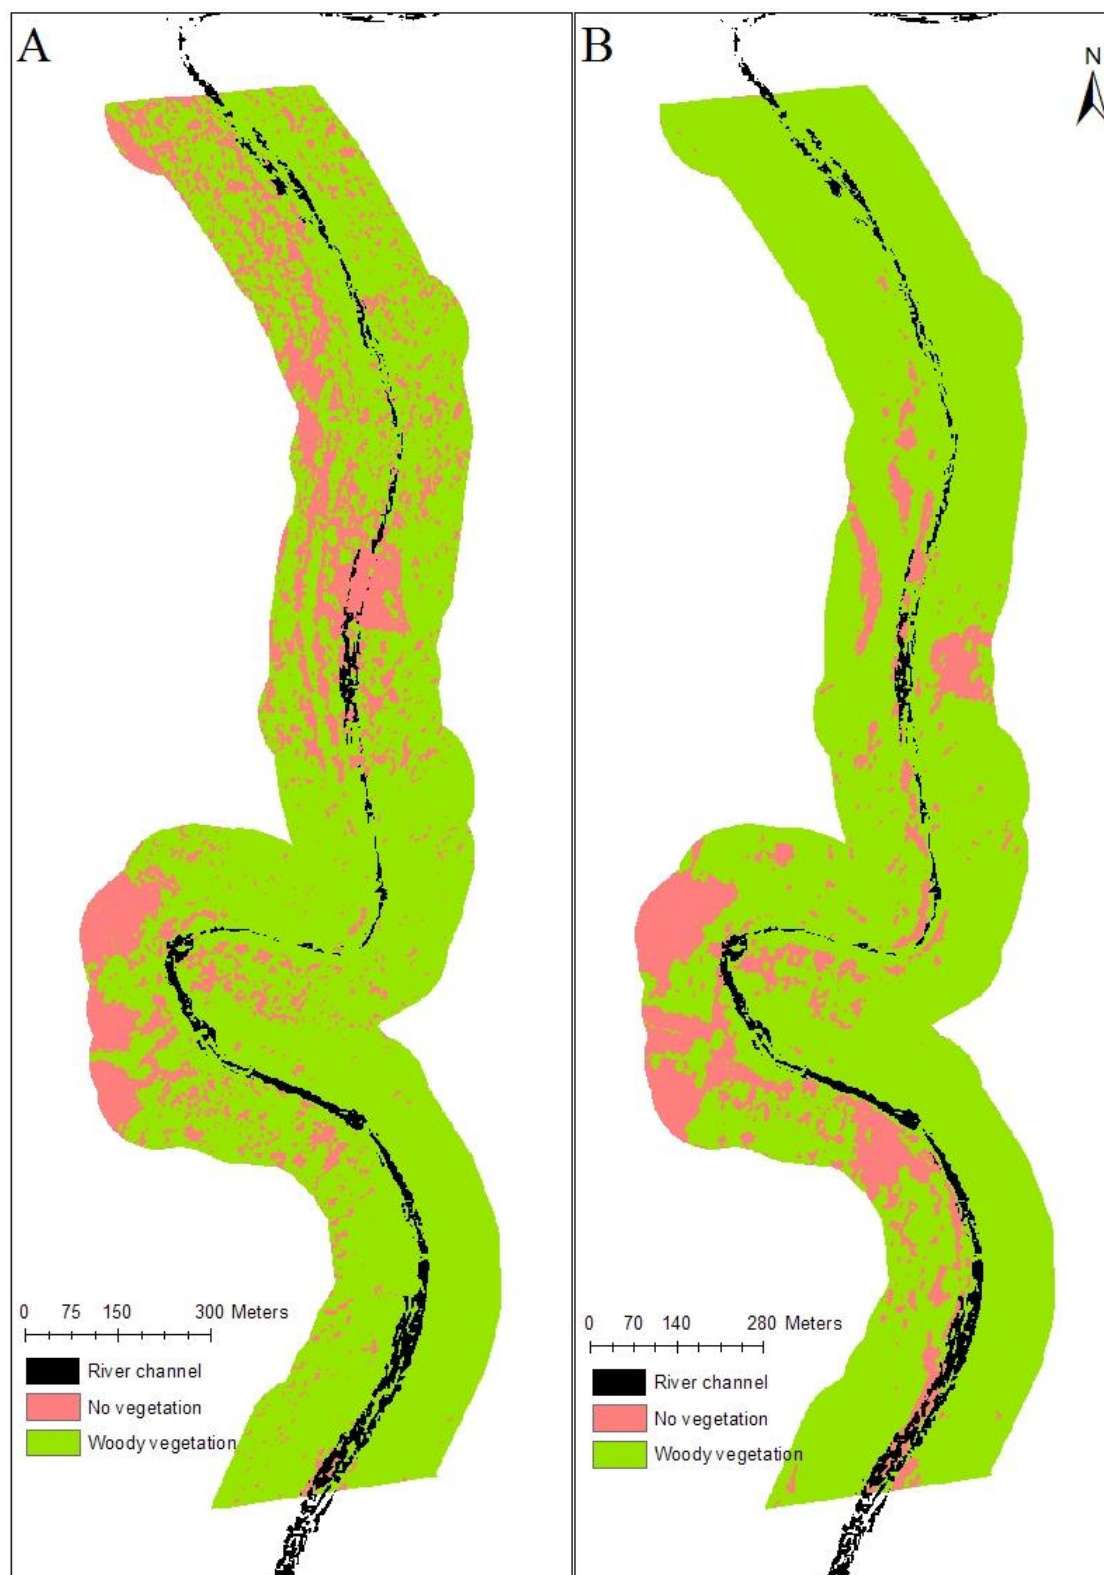 A
B
N
0 75 150 300 Meters
River channel
No vegetation
Woody vegetation
0 70 140 280 Meters
River channel
No vegetation
Woody vegetation